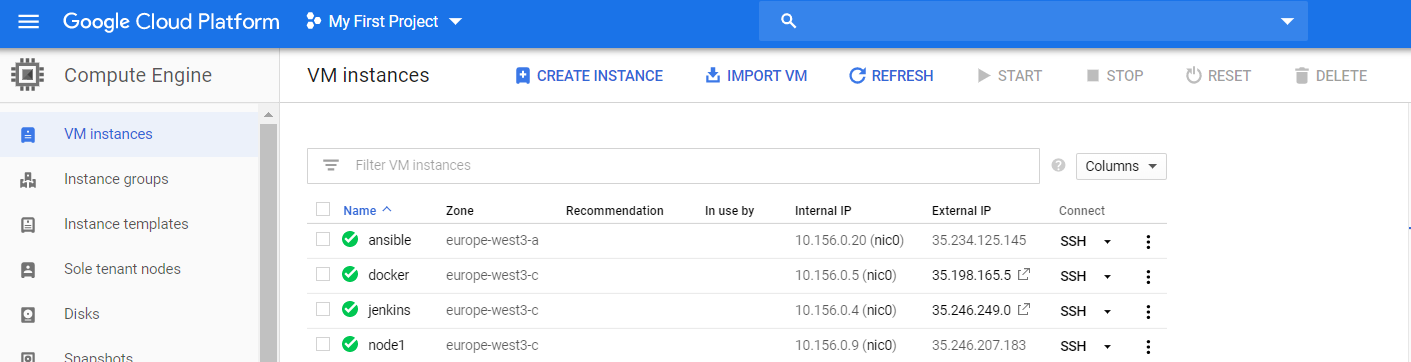 Google Cloud Platform My First Project
Compute Engine
VM instances CREATE INSTANCE IMPORT VM REFRESH START STOP RESET DELETE
VM instances
Instance groups
Instance templates
Sole tenant nodes
Disks
Snapshots
Filter VM instances Columns
Name Zone Recommendation In use by Internal IP External IP Connect
ansible europe-west3-a 10.156.0.20 (nic0) 35.234.125.145 SSH
docker europe-west3-c 10.156.0.5 (nic0) 35.198.165.5 SSH
jenkins europe-west3-c 10.156.0.4 (nic0) 35.246.249.0 SSH
node1 europe-west3-c 10.156.0.9 (nic0) 35.246.207.183 SSH